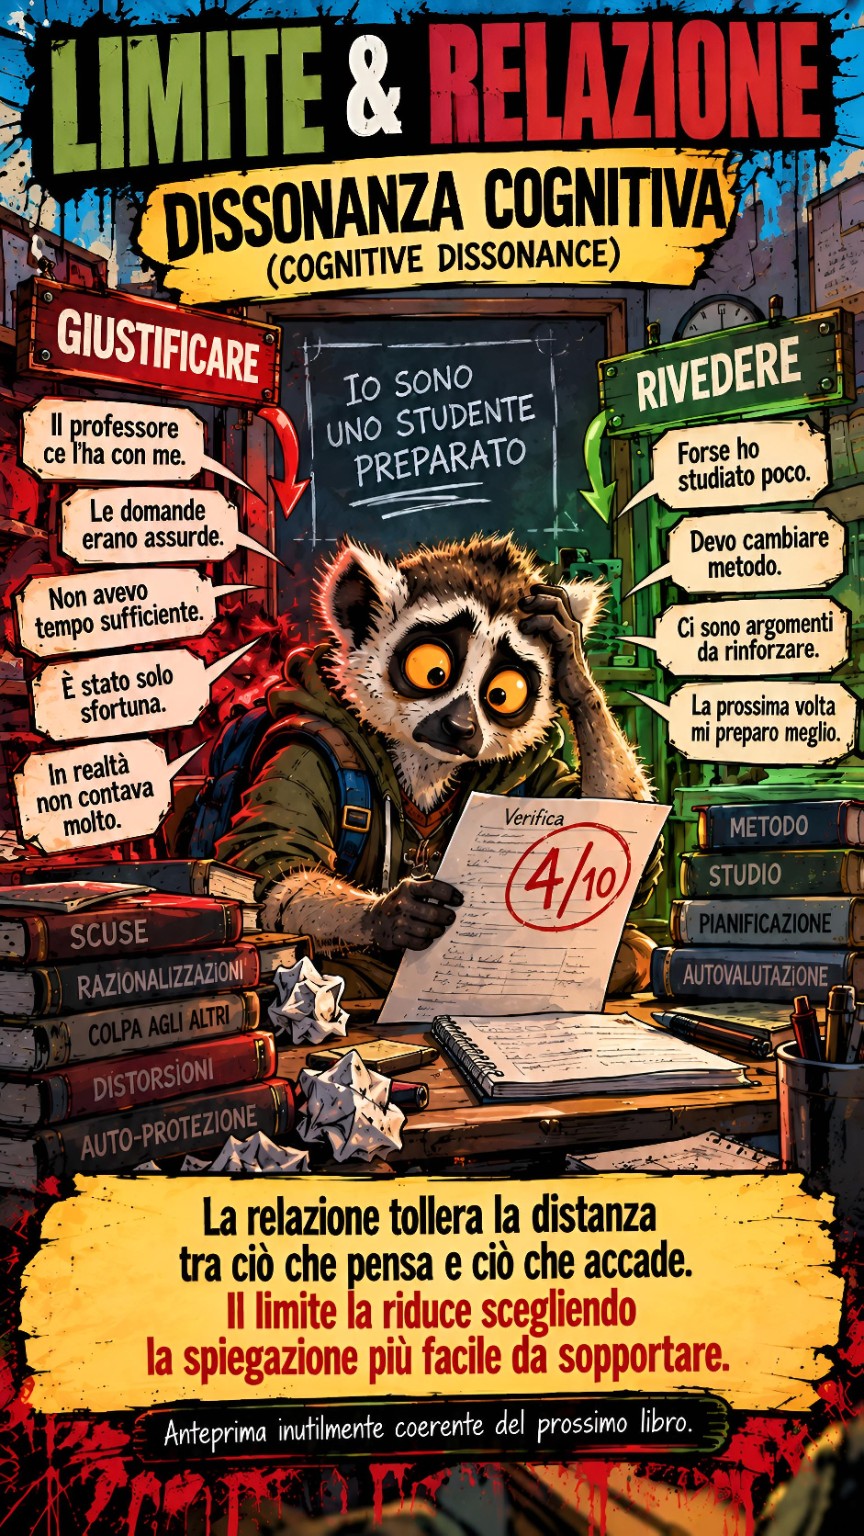 LIMITE & RELAZIONE
DISSONANZA COGNITIVA
(COGNITIVE DISSONANCE)
GIUSTIFICARE
Il professore
ce l'ha con me.
Le domande
erano assurde.
Non avevo
tempo sufficiente.
È stato solo
sfortuna.
In realtà
non contava
molto.
IO SONO
UNO STUDENTE
PREPARATO
RIVEDERE
Forse ho
studiato poco.
Devo cambiare
metodo.
Ci sono argomenti
da rinforzare.
La prossima volta
mi preparo meglio.
Verifica
4/10
SCUSE
RAZIONALIZZAZIONI
COLPA AGLI ALTRI
DISTORSIONI
AUTO-PROTEZIONE
METODO
STUDIO
PIANIFICAZIONE
AUTOVALUTAZIONE
La relazione tollera la distanza
tra ciò che pensa e ciò che accade.
Il limite la riduce scegliendo
la spiegazione più facile da sopportare.
Anteprima inutilmente coerente del prossimo libro.